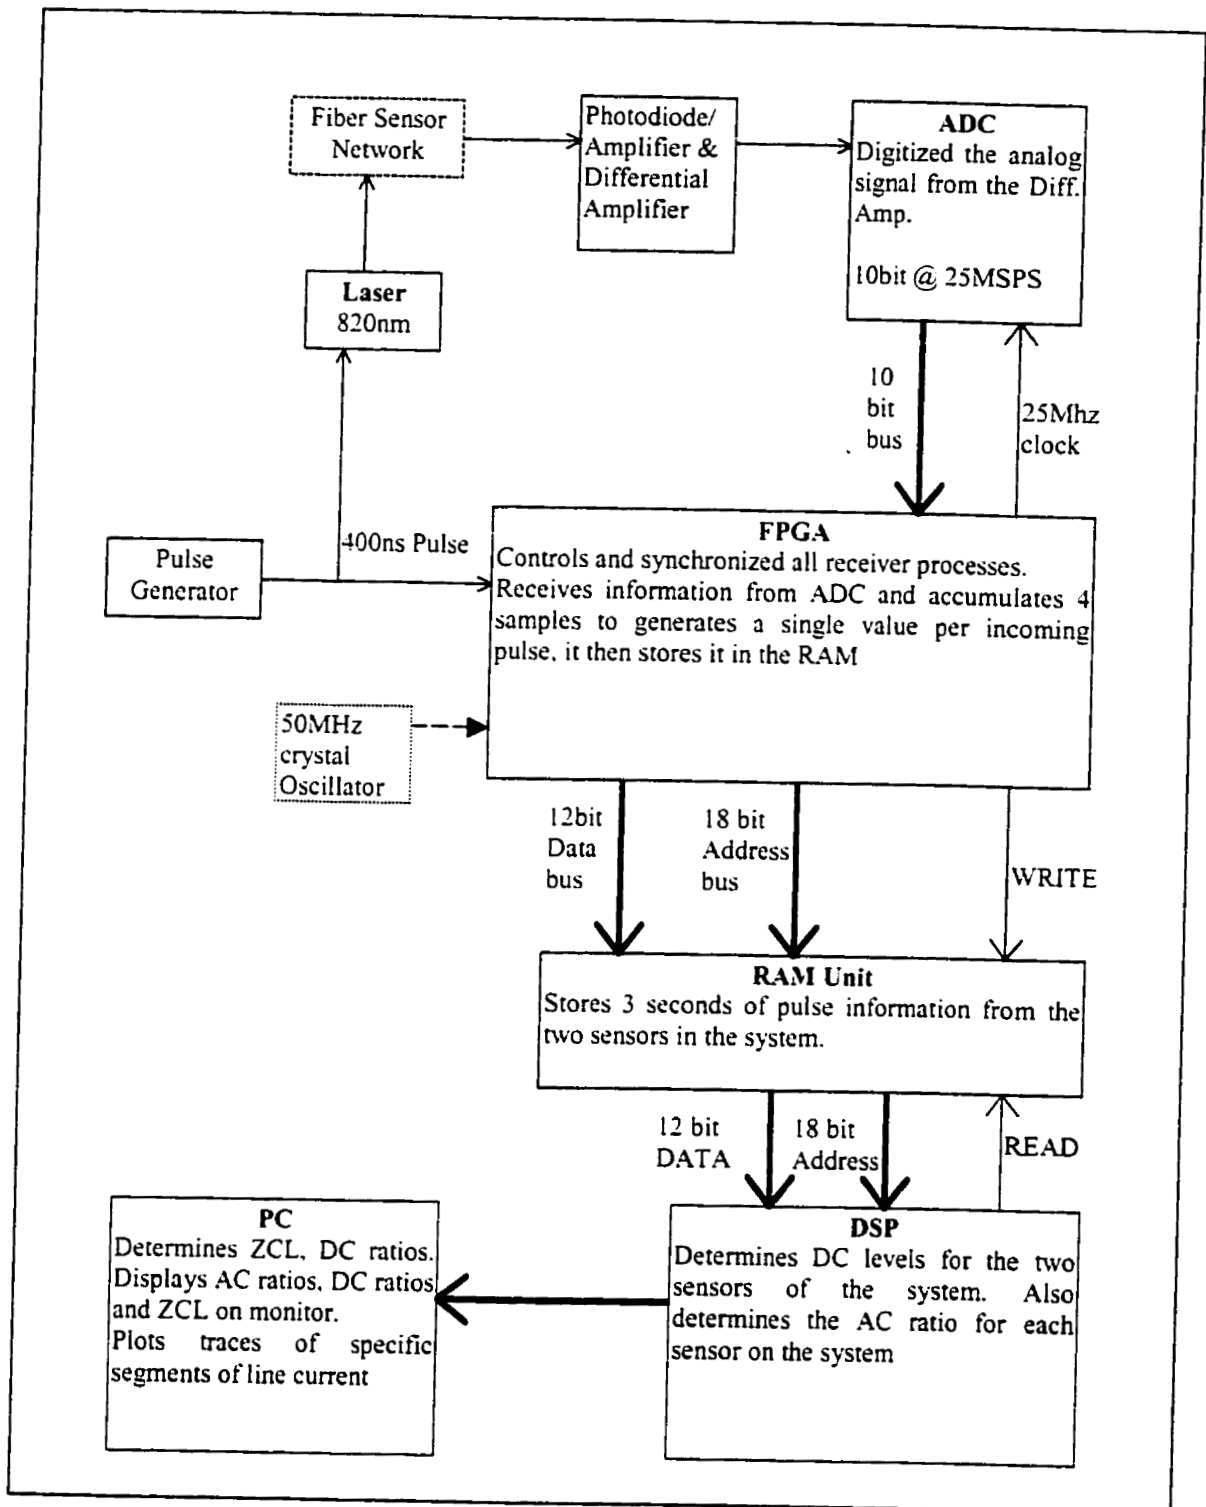 Fiber Sensor
Network
Photodiode/
Amplifier &
Differential
Amplifier
ADC
Digitized the analog
signal from the Diff.
Amp.
10bit @ 25MSPS
Laser
820nm
10
bit
bus
25Mhz
clock
Pulse
Generator
400ns Pulse
FPGA
Controls and synchronized all receiver processes.
Receives information from ADC and accumulates 4
samples to generates a single value per incoming
pulse, it then stores it in the RAM
50MHz
crystal
Oscillator
12bit
Data
bus
18 bit
Address
bus
WRITE
RAM Unit
Stores 3 seconds of pulse information from the
two sensors in the system.
12 bit
DATA
18 bit
Address
READ
PC
Determines ZCL, DC ratios.
Displays AC ratios, DC ratios
and ZCL on monitor.
Plots traces of specific
segments of line current
DSP
Determines DC levels for the two
sensors of the system. Also
determines the AC ratio for each
sensor on the system